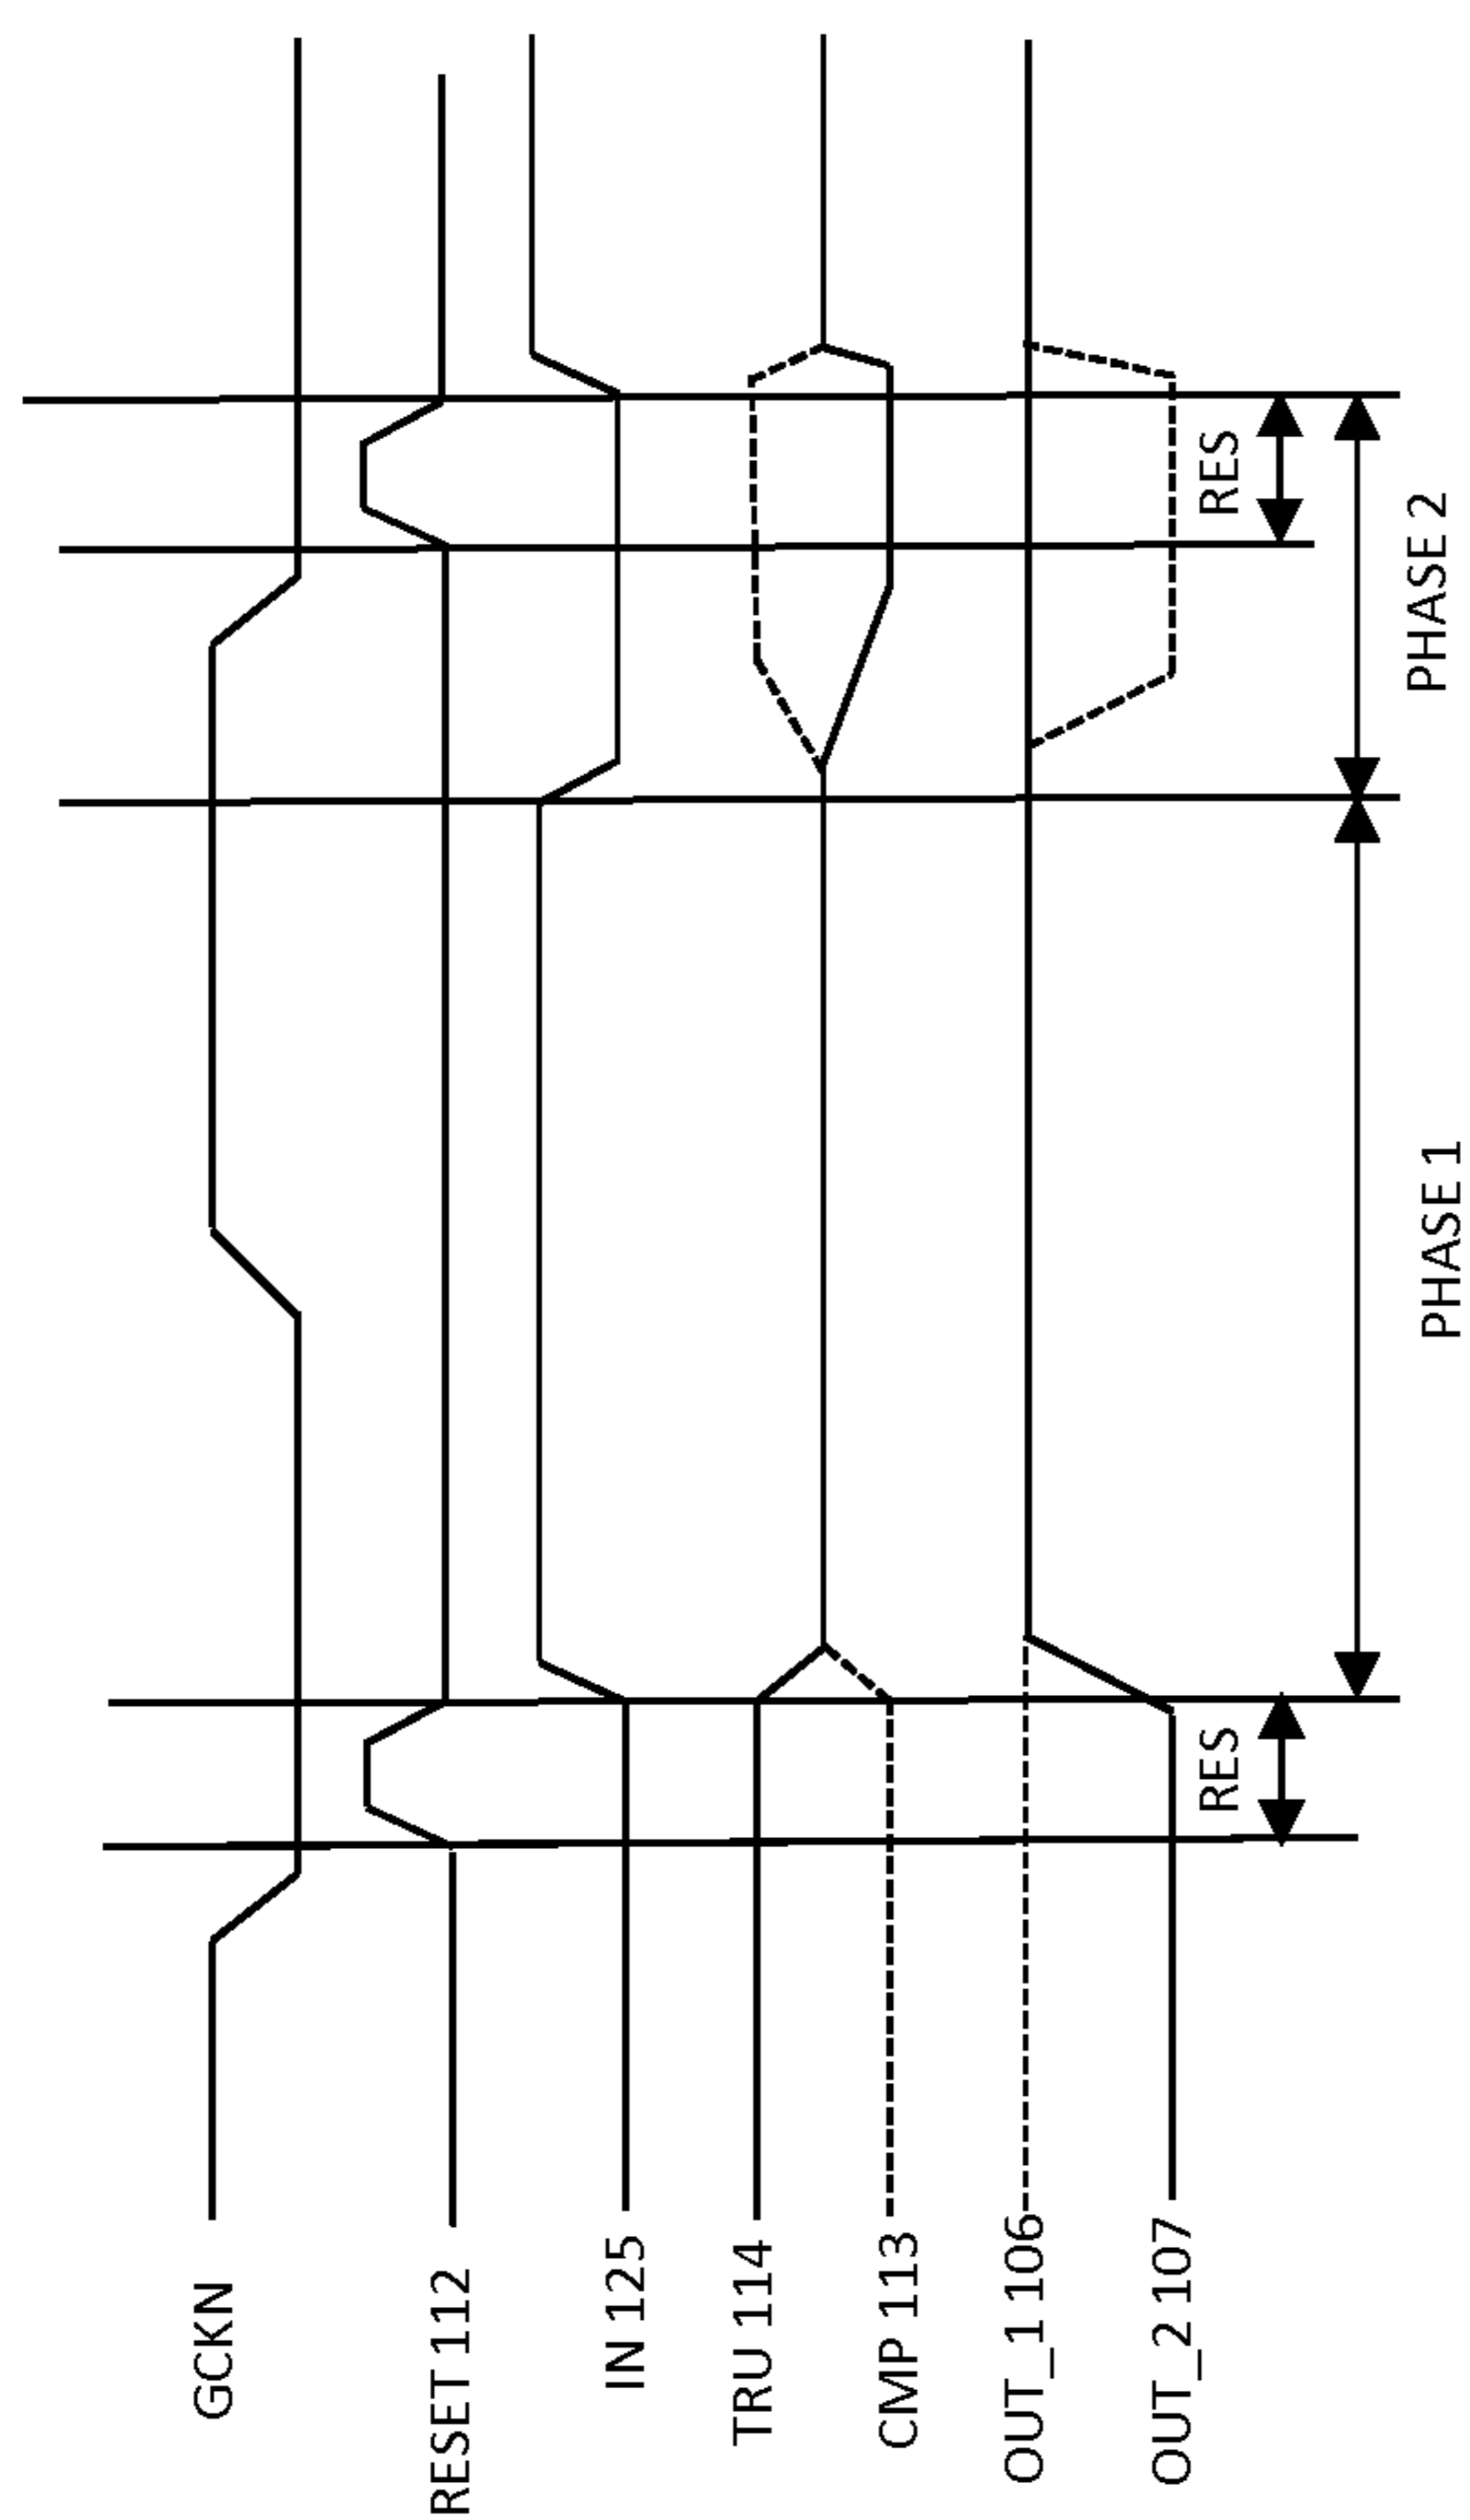 GCKN
RESET 112
IN 125
TRU 114
CMP 113
OUT_1 106
OUT_2 107
RES
RES
PHASE 1
PHASE 2